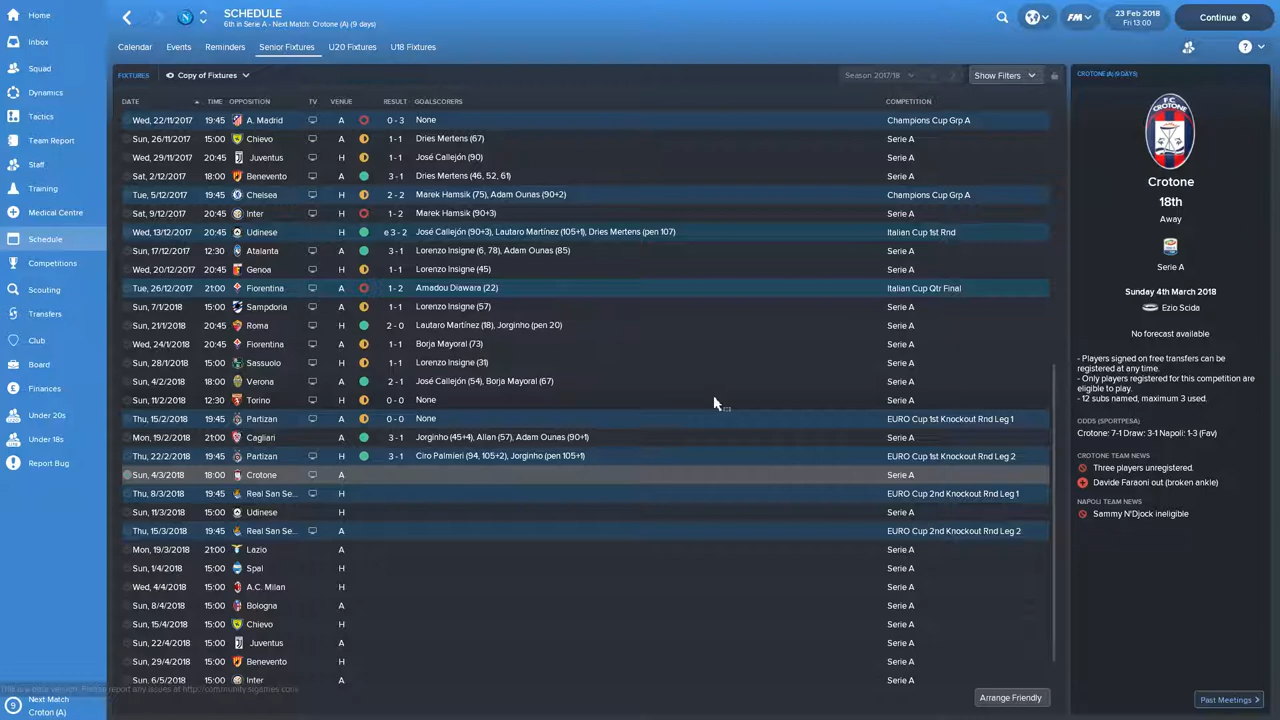 SCHEDULE
6th in Serie A - Next Match: Crotone (A) (9 days)
FM
23 Feb 2018
Fri 13:00
Continue
Home
Inbox
Squad
Dynamics
Tactics
Team Report
Staff
Training
Medical Centre
Schedule
Competitions
Scouting
Transfers
Club
Board
Finances
Under 20s
Under 18s
Report Bug
9
Next Match
Croton (A)
Calendar Events Reminders Senior Fixtures U20 Fixtures U18 Fixtures
FIXTURES Copy of Fixtures Season 2017/18 Show Filters
DATE TIME OPPOSITION TV VENUE RESULT GOALSCORERS COMPETITION
Wed, 22/11/2017 19:45 A. Madrid A 0 - 3 None Champions Cup Grp A
Sun, 26/11/2017 15:00 Chievo A 1-1 Dries Mertens (67) Serie A
Wed, 29/11/2017 20:45 Juventus H 1-1 José Callejón (90) Serie A
Sat, 2/12/2017 18:00 Benevento A 3-1 Dries Mertens (46, 52, 61) Serie A
Tue, 5/12/2017 19:45 Chelsea H 2 - 2 Marek Hamsik (75), Adam Ounas (90+2) Champions Cup Grp A
Sat, 9/12/2017 20:45 Inter H 1 - 2 Marek Hamsik (90+3) Serie A
Wed, 13/12/2017 20:45 Udinese H e 3 - 2 José Callejón (90+3), Lautaro Martínez (105+1), Dries Mertens (pen 107) Italian Cup 1st Rnd
Sun, 17/12/2017 12:30 Atalanta A 3-1 Lorenzo Insigne (6, 78), Adam Ounas (85) Serie A
Wed, 20/12/2017 20:45 Genoa H 1-1 Lorenzo Insigne (45) Serie A
Tue, 26/12/2017 21:00 Fiorentina A 1 - 2 Amadou Diawara (22) Italian Cup Qtr Final
Sun, 7/1/2018 15:00 Sampdoria A 1-1 Lorenzo Insigne (57) Serie A
Sun, 21/1/2018 20:45 Roma H 2 - 0 Lautaro Martínez (18), Jorginho (pen 20) Serie A
Wed, 24/1/2018 20:45 Fiorentina A 1-1 Borja Mayoral (73) Serie A
Sun, 28/1/2018 15:00 Sassuolo H 1-1 Lorenzo Insigne (31) Serie A
Sun, 4/2/2018 18:00 Verona A 2-1 José Callejón (54), Borja Mayoral (67) Serie A
Sun, 11/2/2018 12:30 Torino H 0 - 0 None Serie A
Thu, 15/2/2018 19:45 Partizan A 0 - 0 None EURO Cup 1st Knockout Rnd Leg 1
Mon, 19/2/2018 21:00 Cagliari A 3-1 Jorginho (45+4), Allan (57), Adam Ounas (90+1) Serie A
Thu, 22/2/2018 19:45 Partizan H 3-1 Ciro Palmieri (94, 105+2), Jorginho (pen 105+1) EURO Cup 1st Knockout Rnd Leg 2
Sun, 4/3/2018 18:00 Crotone A Serie A
Thu, 8/3/2018 19:45 Real San Se... H EURO Cup 2nd Knockout Rnd Leg 1
Sun, 11/3/2018 15:00 Udinese H Serie A
Thu, 15/3/2018 19:45 Real San Se... A EURO Cup 2nd Knockout Rnd Leg 2
Mon, 19/3/2018 21:00 Lazio A Serie A
Sun, 1/4/2018 15:00 Spal H Serie A
Wed, 4/4/2018 15:00 A.C. Milan H Serie A
Sun, 8/4/2018 15:00 Bologna A Serie A
Sun, 15/4/2018 15:00 Chievo H Serie A
Sun, 22/4/2018 15:00 Juventus A Serie A
Sun, 29/4/2018 15:00 Benevento H Serie A
Sun, 6/5/2018 15:00 Inter A Serie A
Arrange Friendly
CROTONE (A) (9 DAYS)
F.C. CROTONE
Crotone
18th
Away
Serie A
Sunday 4th March 2018
Ezio Scida
No forecast available
- Players signed on free transfers can be
registered at any time.
- Only players registered for this competition are
eligible to play.
- 12 subs named, maximum 3 used.
ODDS (SPORTPESA)
Crotone: 7-1 Draw: 3-1 Napoli: 1-3 (Fav)
CROTONE TEAM NEWS
Three players unregistered.
Davide Faraoni out (broken ankle)
NAPOLI TEAM NEWS
Sammy N'Djock ineligible
Past Meetings